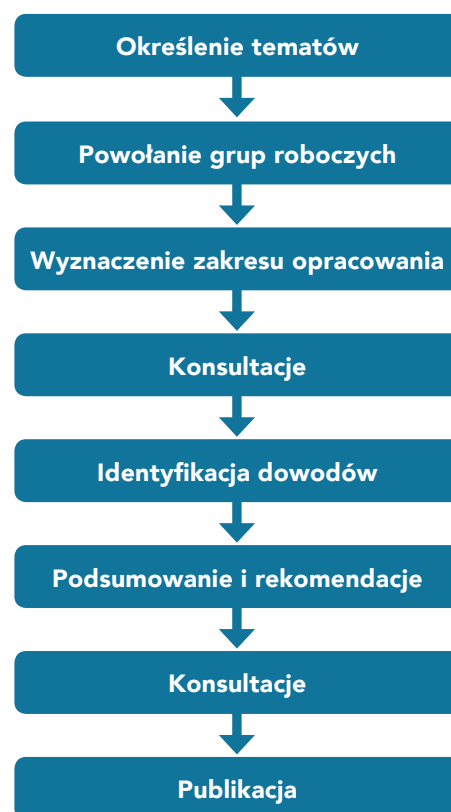 Określenie tematów
Powołanie grup roboczych
Wyznaczenie zakresu opracowania
Konsultacje
Identyfikacja dowodów
Podsumowanie i rekomendacje
Konsultacje
Publikacja